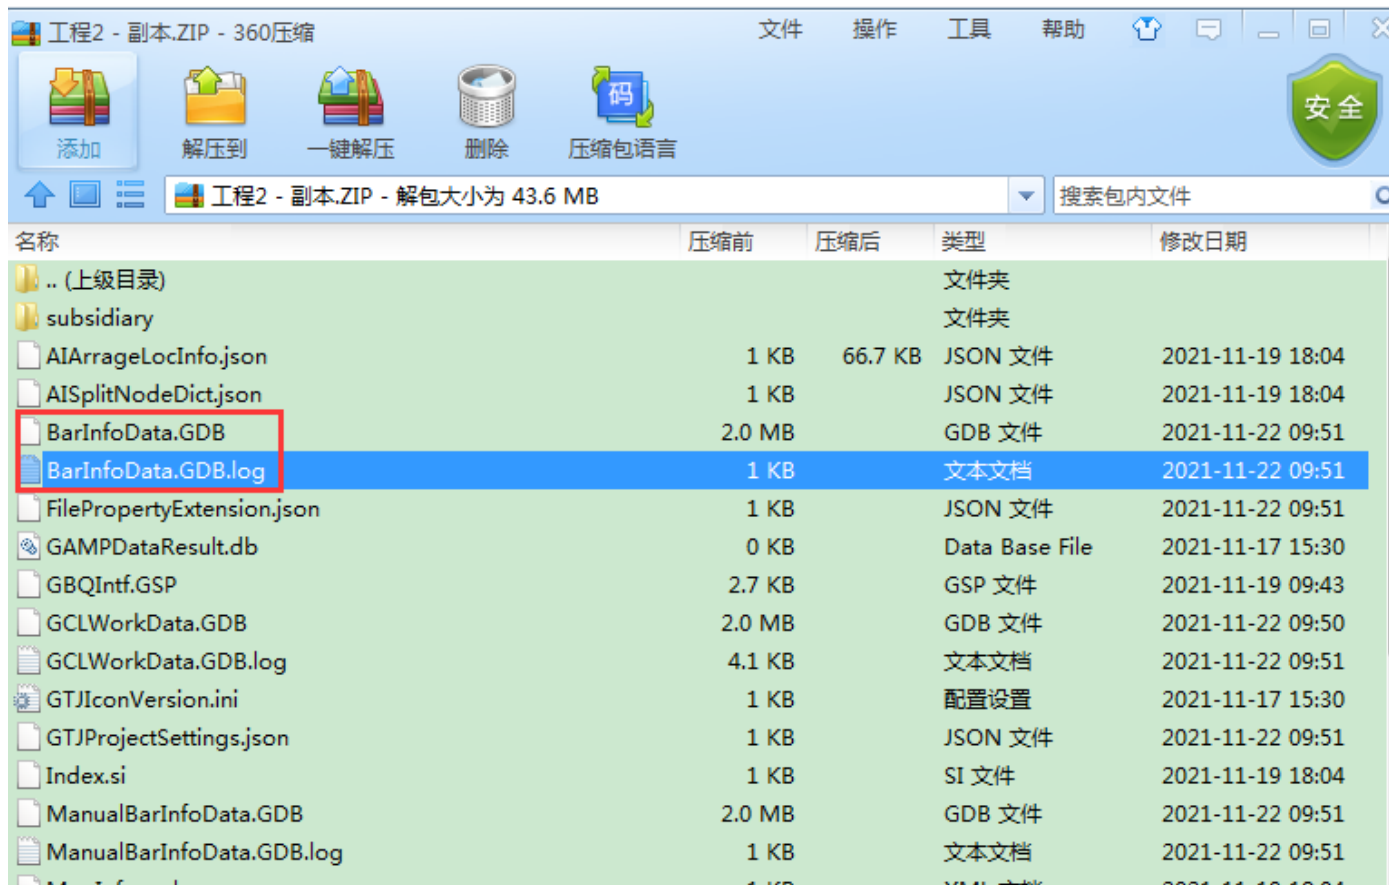 工程2 - 副本.ZIP - 360压缩 文件 操作 工具 帮助
添加 解压到 一键解压 删除 码 压缩包语言 安全
工程2 - 副本.ZIP - 解包大小为 43.6 MB 搜索包内文件
名称 压缩前 压缩后 类型 修改日期
.. (上级目录) 文件夹
subsidiary 文件夹
AIArrageLocInfo.json 1 KB 66.7 KB JSON 文件 2021-11-19 18:04
AISplitNodeDict.json 1 KB JSON 文件 2021-11-19 18:04
BarInfoData.GDB 2.0 MB GDB 文件 2021-11-22 09:51
BarInfoData.GDB.log 1 KB 文本文档 2021-11-22 09:51
FilePropertyExtension.json 1 KB JSON 文件 2021-11-22 09:51
GAMPDataResult.db 0 KB Data Base File 2021-11-17 15:30
GBQIntf.GSP 2.7 KB GSP 文件 2021-11-19 09:43
GCLWorkData.GDB 2.0 MB GDB 文件 2021-11-22 09:50
GCLWorkData.GDB.log 4.1 KB 文本文档 2021-11-22 09:51
GTJIconVersion.ini 1 KB 配置设置 2021-11-17 15:30
GTJProjectSettings.json 1 KB JSON 文件 2021-11-22 09:51
Index.si 1 KB SI 文件 2021-11-19 18:04
ManualBarInfoData.GDB 2.0 MB GDB 文件 2021-11-22 09:51
ManualBarInfoData.GDB.log 1 KB 文本文档 2021-11-22 09:51